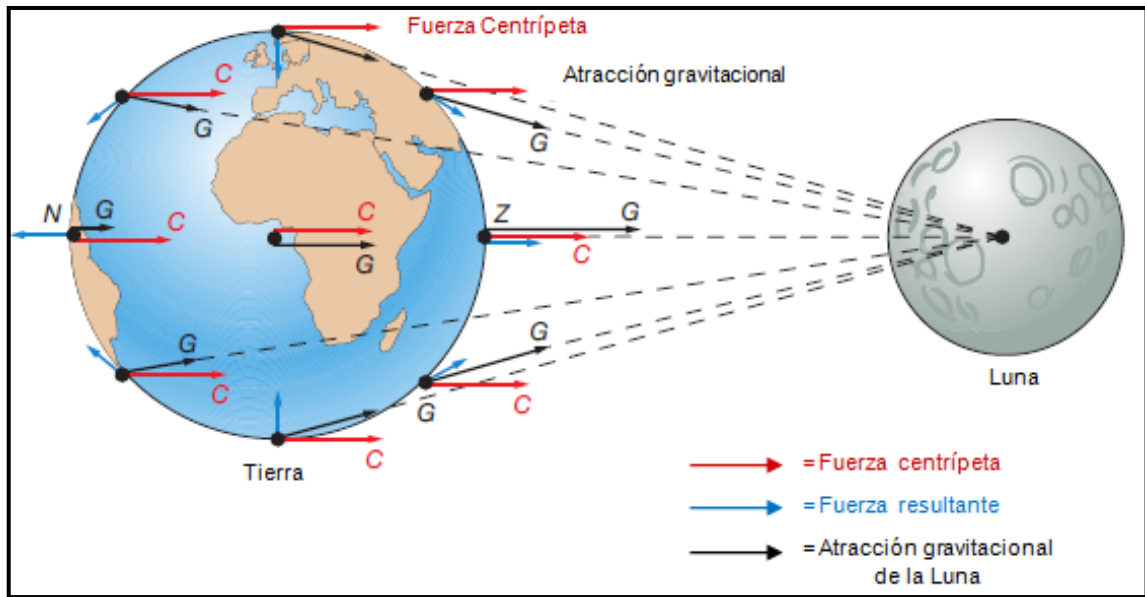 Fuerza Centrípeta
Atracción gravitacional
C
G
G
N
G
C
C
G
Z
G
C
G
C
G
G
C
C
Tierra
Luna
= Fuerza centrípeta
= Fuerza resultante
= Atracción gravitacional
de la Luna